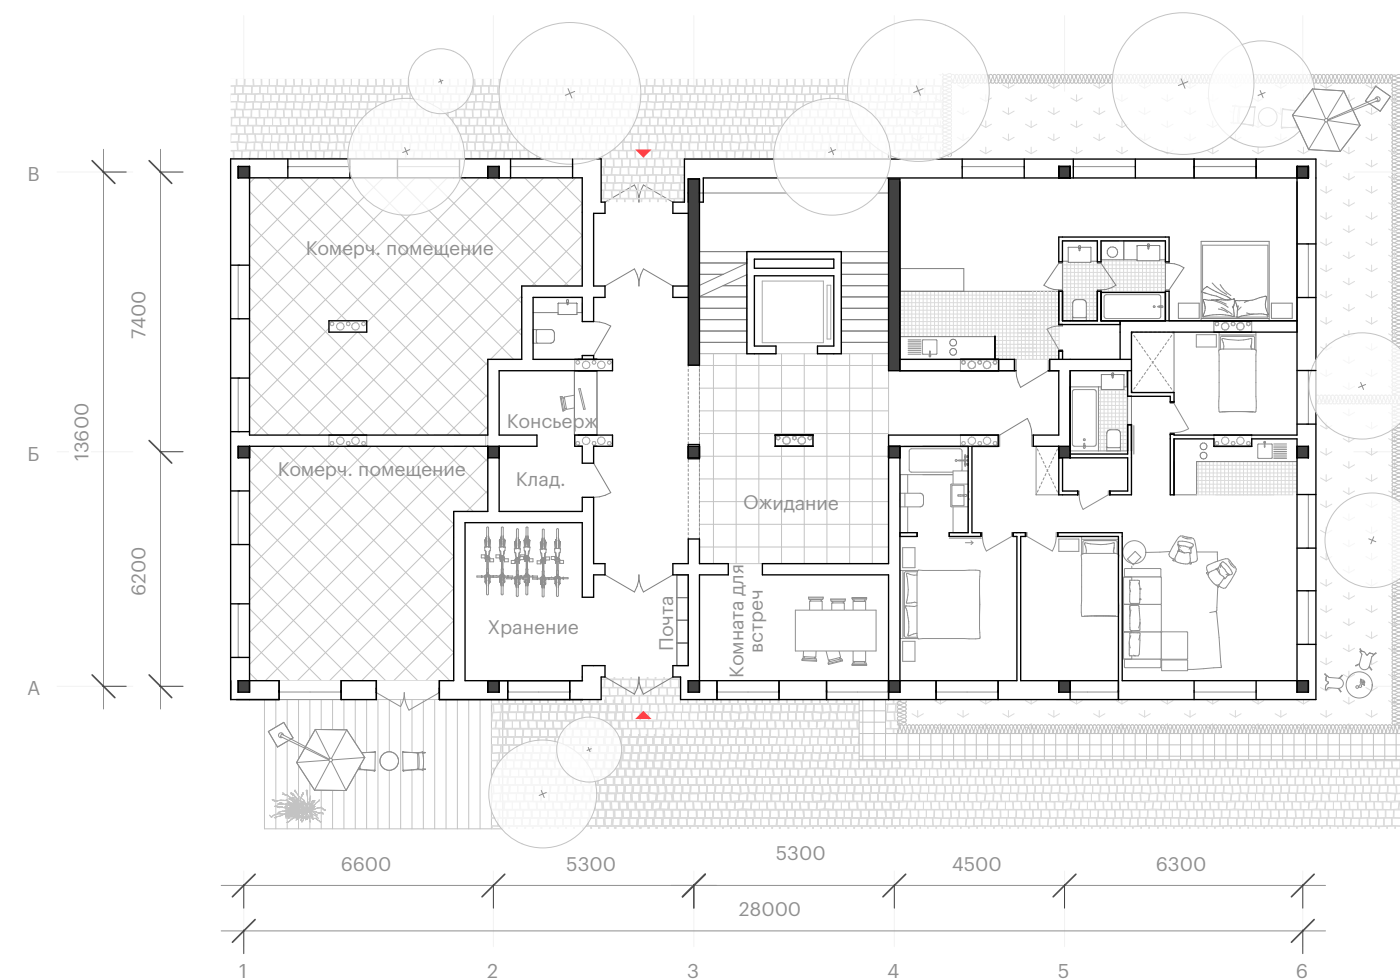 В
Комерч. помещение
7400
13600
Консьерж
Б
Комерч. помещение
Клад.
Ожидание
6200
Хранение
Почта
Комната для
встреч
А
6600
5300
5300
4500
6300
28000
1
2
3
4
5
6